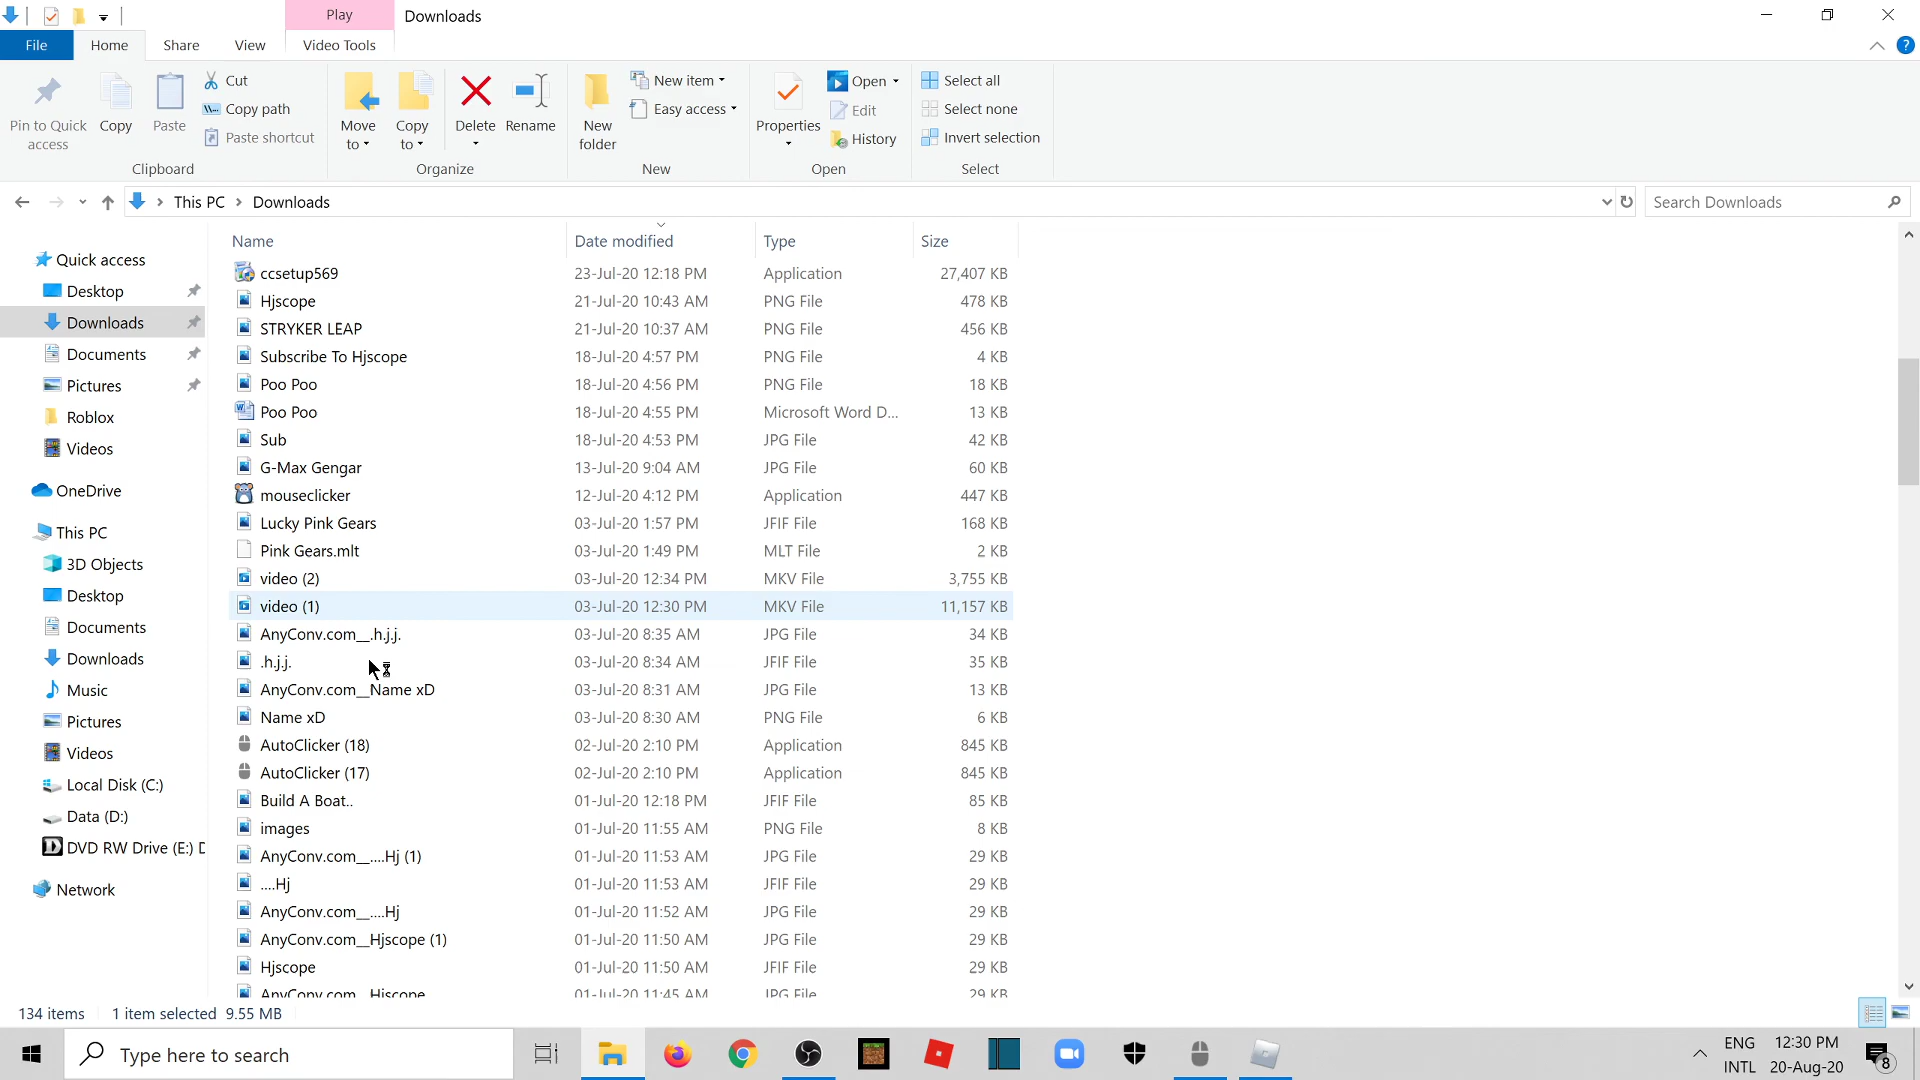 Play
Downloads
File
Home
Share
View
Video Tools
Pin to Quick access
Copy
Paste
Cut
Copy path
Paste shortcut
Clipboard
Move to
Copy to
Delete
Rename
Organize
New folder
New item
Easy access
New
Properties
Open
Edit
History
Open
Select all
Select none
Invert selection
Select
This PC > Downloads
Search Downloads
Quick access
Desktop
Downloads
Documents
Pictures
Roblox
Videos
OneDrive
This PC
3D Objects
Desktop
Documents
Downloads
Music
Pictures
Videos
Local Disk (C:)
Data (D:)
DVD RW Drive (E:) D
Network
Name Date modified Type Size
ccsetup569 23-Jul-20 12:18 PM Application 27,407 KB
Hjscope 21-Jul-20 10:43 AM PNG File 478 KB
STRYKER LEAP 21-Jul-20 10:37 AM PNG File 456 KB
Subscribe To Hjscope 18-Jul-20 4:57 PM PNG File 4 KB
Poo Poo 18-Jul-20 4:56 PM PNG File 18 KB
Poo Poo 18-Jul-20 4:55 PM Microsoft Word D... 13 KB
Sub 18-Jul-20 4:53 PM JPG File 42 KB
G-Max Gengar 13-Jul-20 9:04 AM JPG File 60 KB
mouseclicker 12-Jul-20 4:12 PM Application 447 KB
Lucky Pink Gears 03-Jul-20 1:57 PM JFIF File 168 KB
Pink Gears.mlt 03-Jul-20 1:49 PM MLT File 2 KB
video (2) 03-Jul-20 12:34 PM MKV File 3,755 KB
video (1) 03-Jul-20 12:30 PM MKV File 11,157 KB
AnyConv.com__.h.j.j. 03-Jul-20 8:35 AM JPG File 34 KB
.h.j.j. 03-Jul-20 8:34 AM JFIF File 35 KB
AnyConv.com__Name xD 03-Jul-20 8:31 AM JPG File 13 KB
Name xD 03-Jul-20 8:30 AM PNG File 6 KB
AutoClicker (18) 02-Jul-20 2:10 PM Application 845 KB
AutoClicker (17) 02-Jul-20 2:10 PM Application 845 KB
Build A Boat.. 01-Jul-20 12:18 PM JFIF File 85 KB
images 01-Jul-20 11:55 AM PNG File 8 KB
AnyConv.com__....Hj (1) 01-Jul-20 11:53 AM JPG File 29 KB
....Hj 01-Jul-20 11:53 AM JFIF File 29 KB
AnyConv.com__....Hj 01-Jul-20 11:52 AM JPG File 29 KB
AnyConv.com__Hjscope (1) 01-Jul-20 11:50 AM JPG File 29 KB
Hjscope 01-Jul-20 11:50 AM JFIF File 29 KB
AnyConv.com__Hjscope 01-Jul-20 11:45 AM JPG File 29 KB
134 items 1 item selected 9.55 MB
Type here to search
ENG 12:30 PM
INTL 20-Aug-20
8